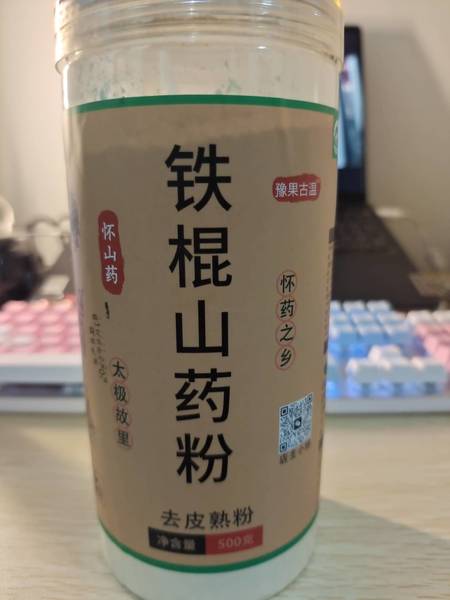 铁棍山药粉
豫果古温
怀山药
怀药之乡
太极故里
去皮熟粉
净含量 500克